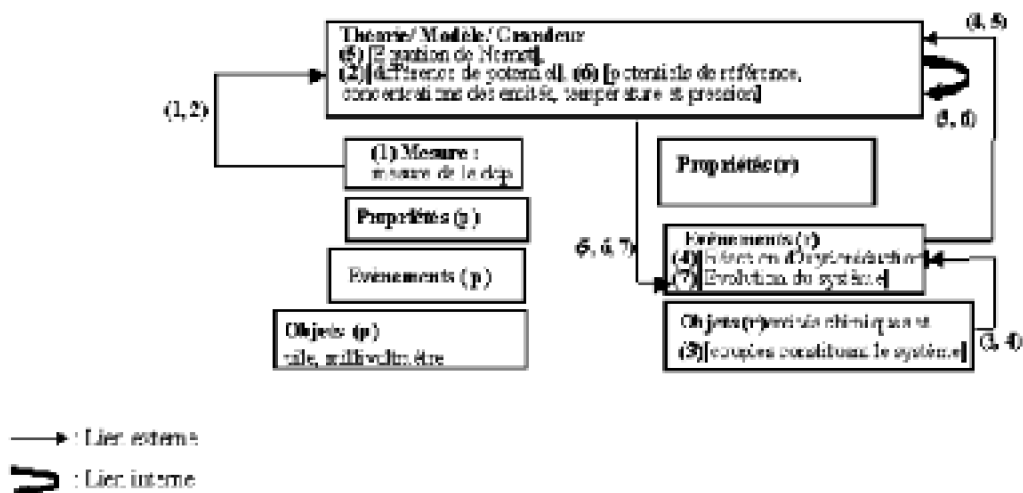 (4, 5)
Théorie/ Modèle/ Grandeur
(5) [Equation de Nernst],
(2)[différence de potentiel], (6) [potentiels de référence,
concentrations des entités, température et pression]
(1, 2)
(5, 6)
(1) Mesure :
mesure de la ddp
Propriétés (r)
Propriétés (p)
(5, 6, 7)
Evènements (r)
(4)[Réaction d'oxydoréduction]
(7)[Evolution du système]
Evènements (p)
Objets (p)
pile, millivoltmètre
Objets (r) entités chimiques et
(3)[couples constituant le système]
(3, 4)
: Lien externe
: Lien interne